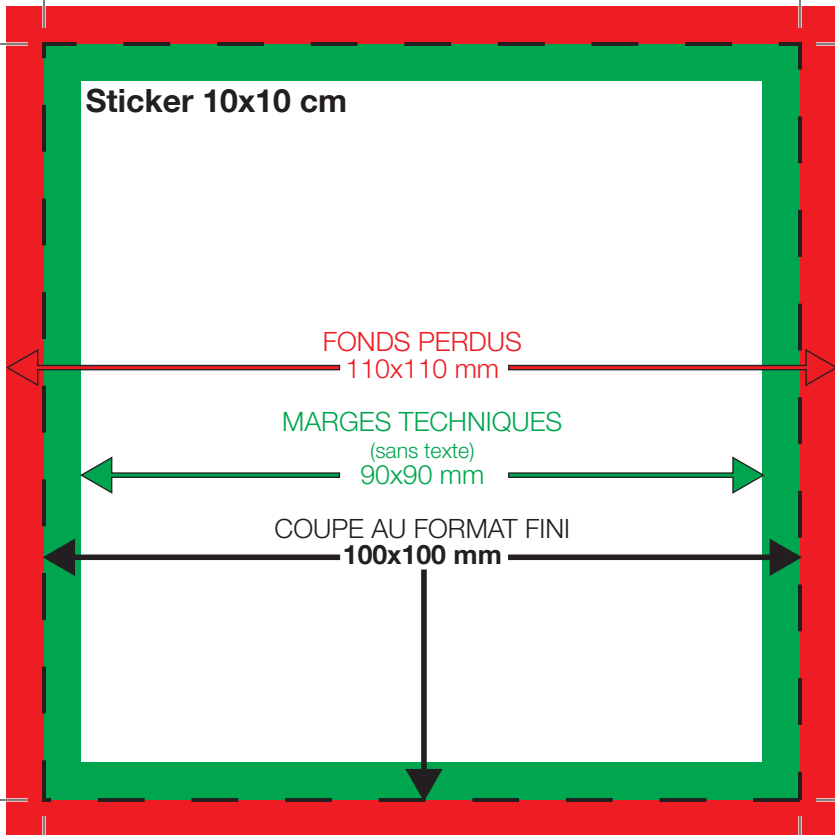 Sticker 10x10 cm
FONDS PERDUS
110x110 mm
MARGES TECHNIQUES
(sans texte)
90x90 mm
COUPE AU FORMAT FINI
100x100 mm